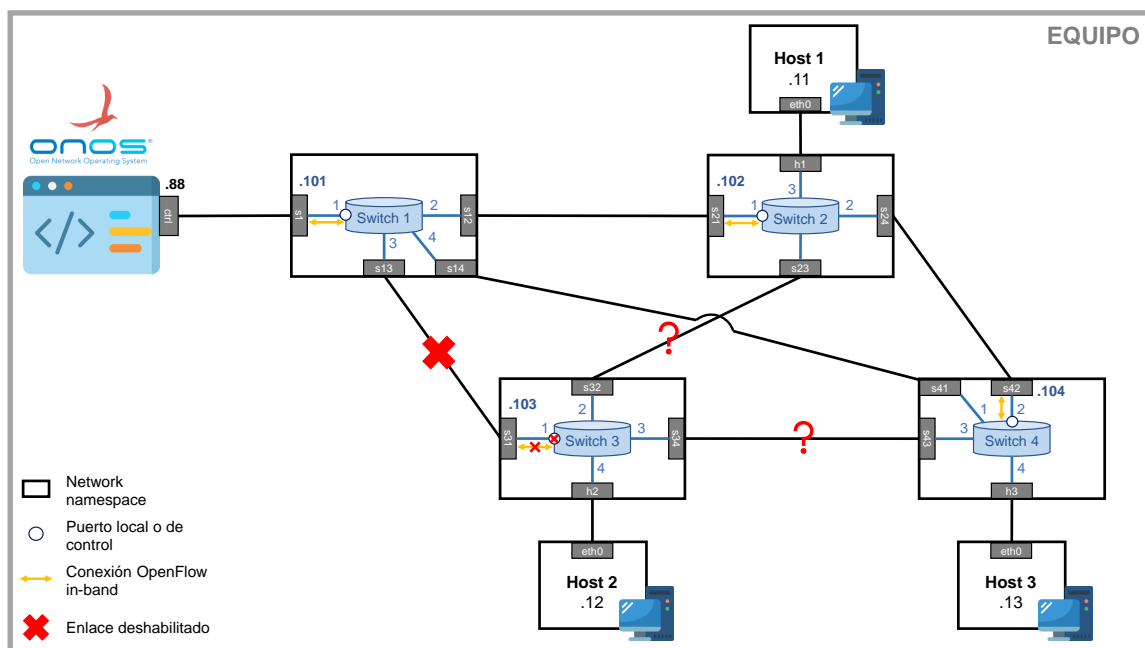 EQUIPO
Host 1
.11
eth0
onos®
Open Network Operating System
.88
ctrl
.101
s1
1
2
3
4
Switch 1
s12
s13
s14
.102
h1
s21
1
3
2
Switch 2
s24
s23
?
?
.103
s32
s31
1
2
3
4
Switch 3
s34
h2
s41
s42
.104
1
2
3
4
Switch 4
s43
h3
eth0
Host 2
.12
eth0
Host 3
.13
Network
namespace
Puerto local o de
control
Conexión OpenFlow
in-band
Enlace deshabilitado